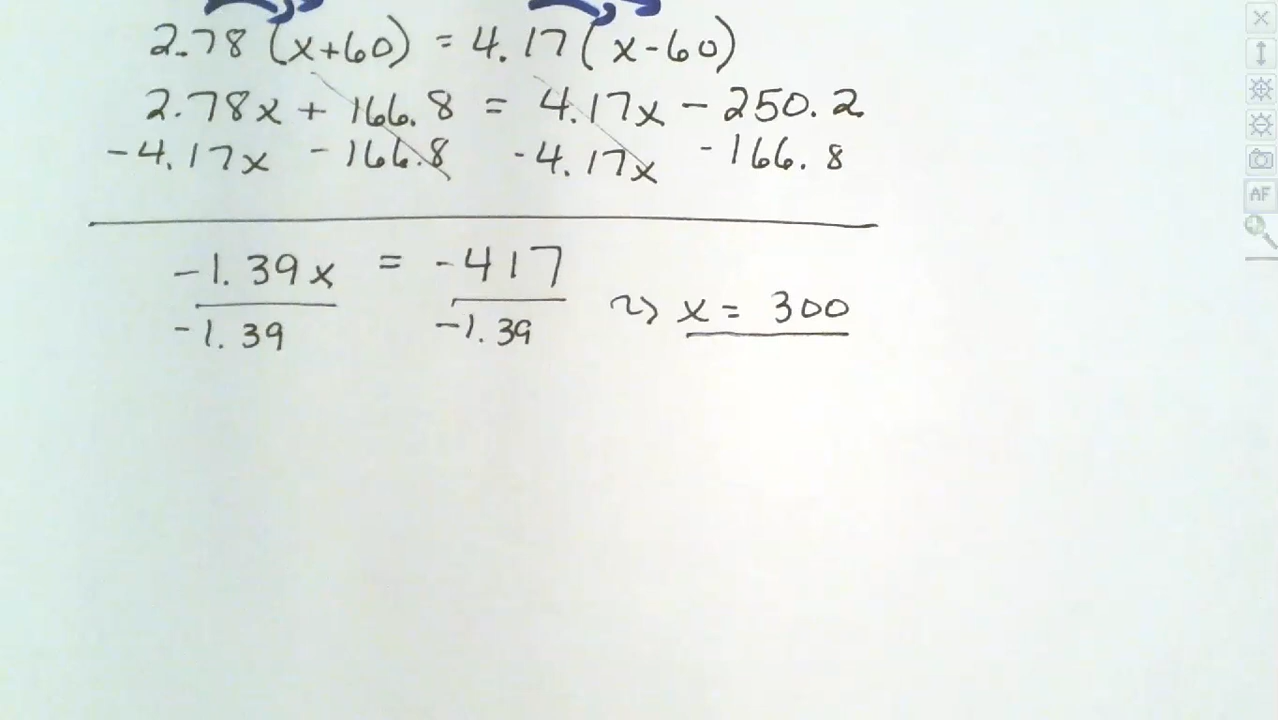 2.78 (x+60) = 4.17 (x-60)
2.78x + 166.8 = 4.17x - 250.2
-4.17x -166.8 -4.17x -166.8
-1.39x = -417
-1.39 -1.39 ~> x = 300
AF